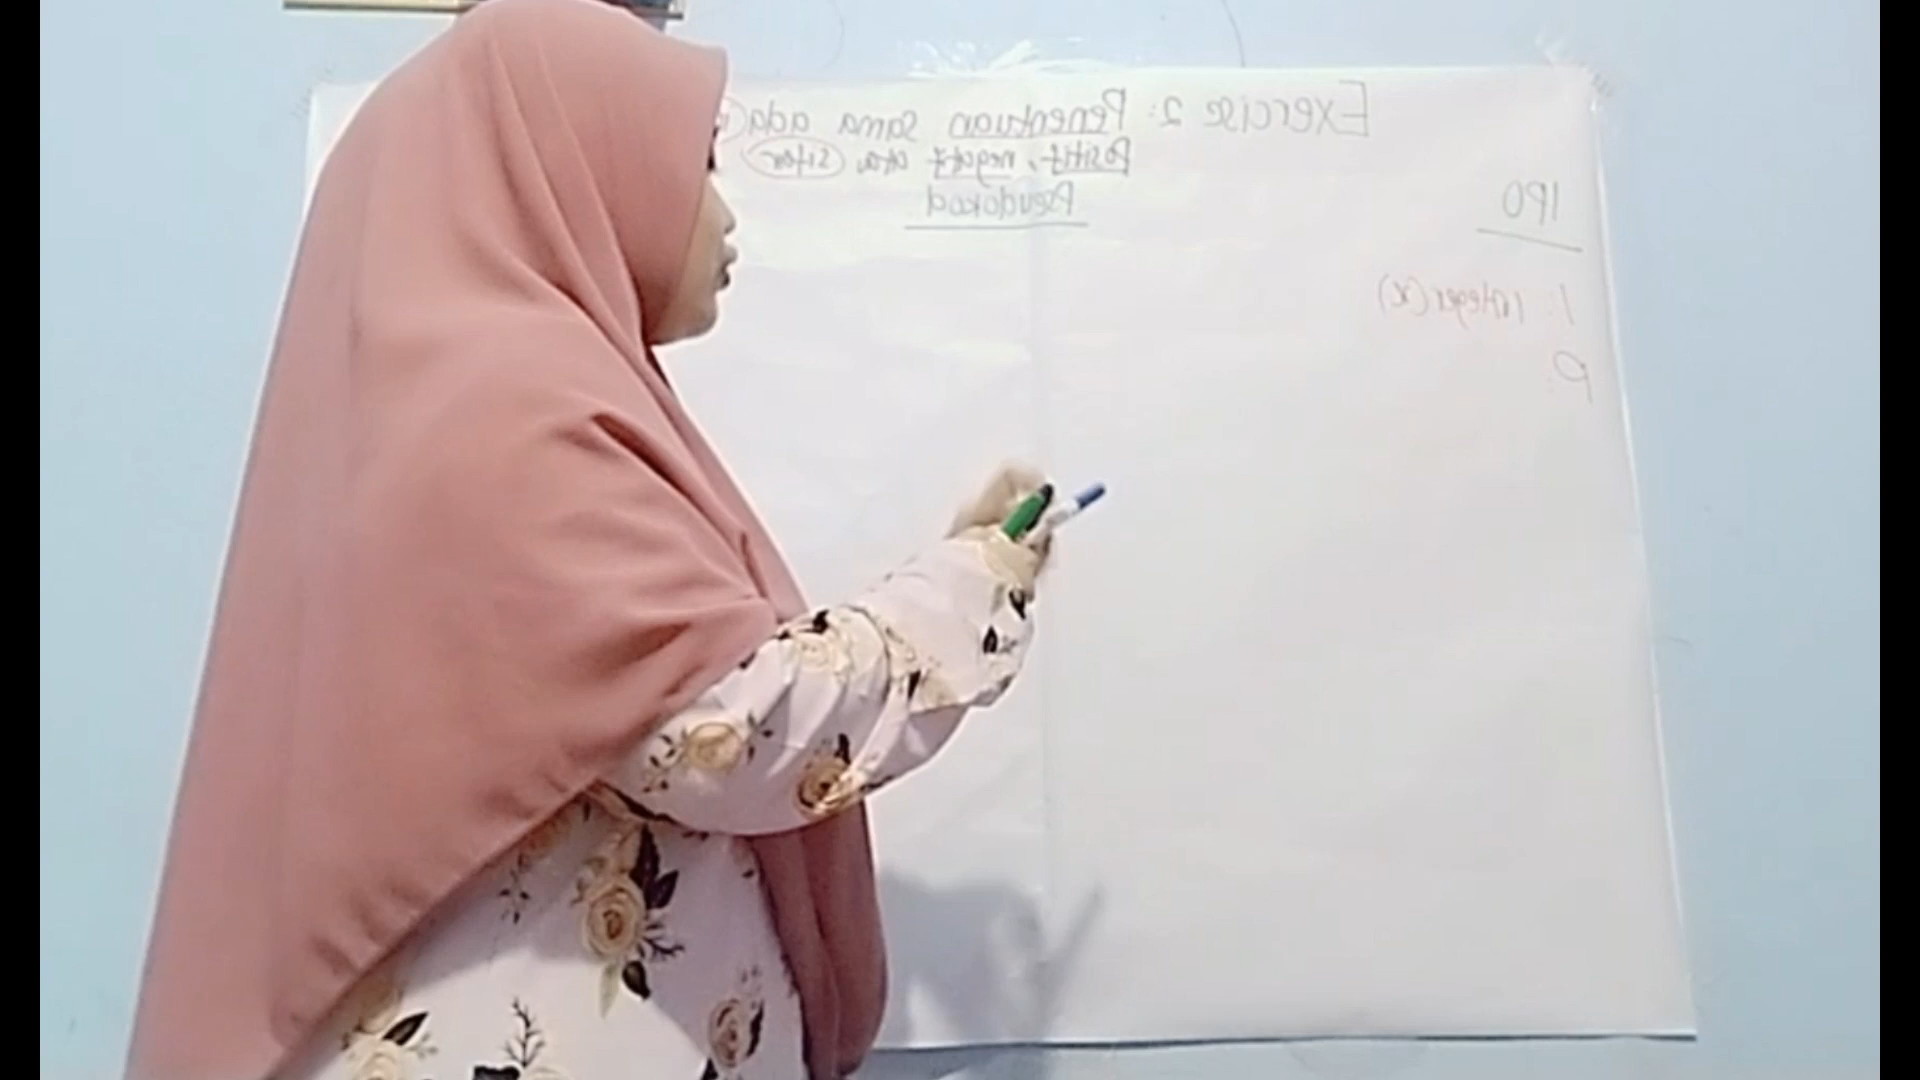 Exercise 2: Penentuan sama ada
positif, negatif atau sifar
IPO
Pseudokod
I: Integer (x)
P: